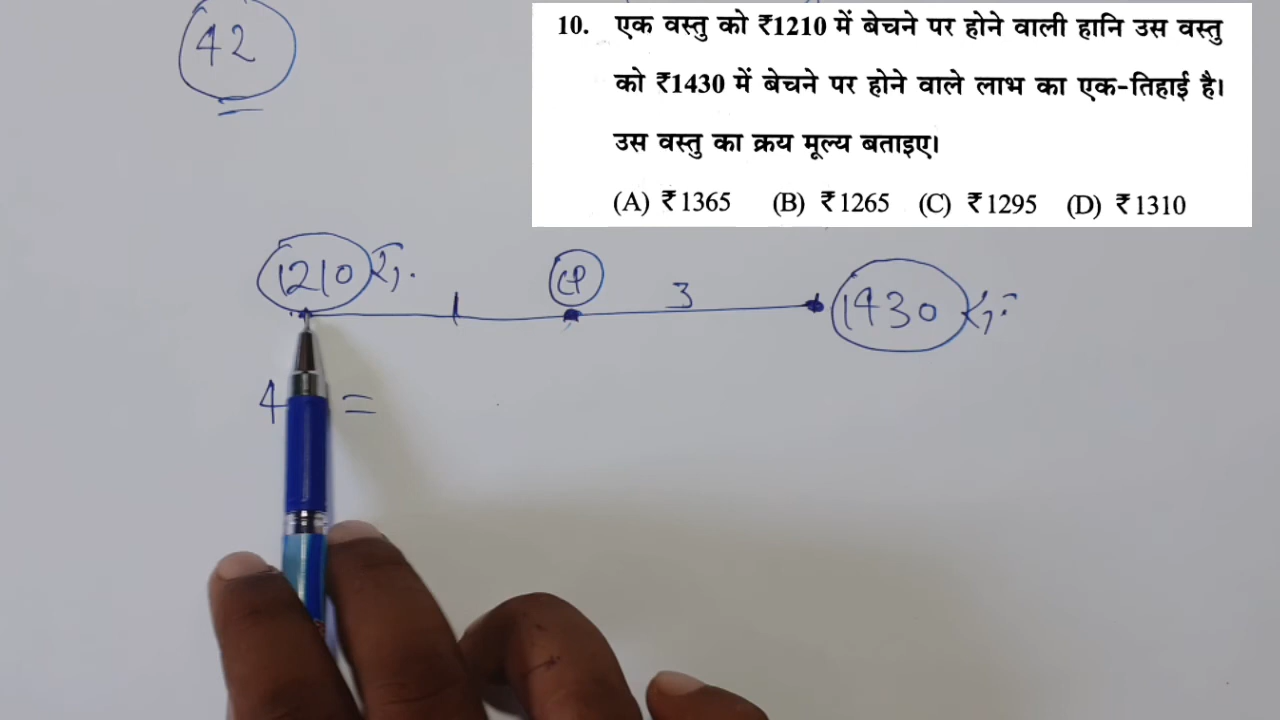 42
10. एक वस्तु को ₹1210 में बेचने पर होने वाली हानि उस वस्तु
को ₹1430 में बेचने पर होने वाले लाभ का एक-तिहाई है।
उस वस्तु का क्रय मूल्य बताइए।
(A) ₹1365 (B) ₹1265 (C) ₹1295 (D) ₹1310
1210 रु. CP 1430 रु.
1 3
4 =